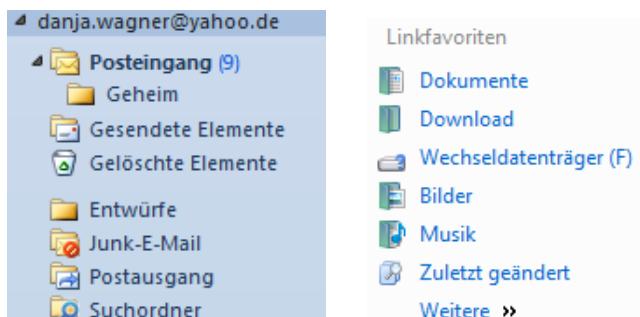 danja.wagner@yahoo.de
Posteingang (9)
Geheim
Gesendete Elemente
Gelöschte Elemente
Entwürfe
Junk-E-Mail
Postausgang
Suchordner
Linkfavoriten
Dokumente
Download
Wechseldatenträger (F)
Bilder
Musik
Zuletzt geändert
Weitere »